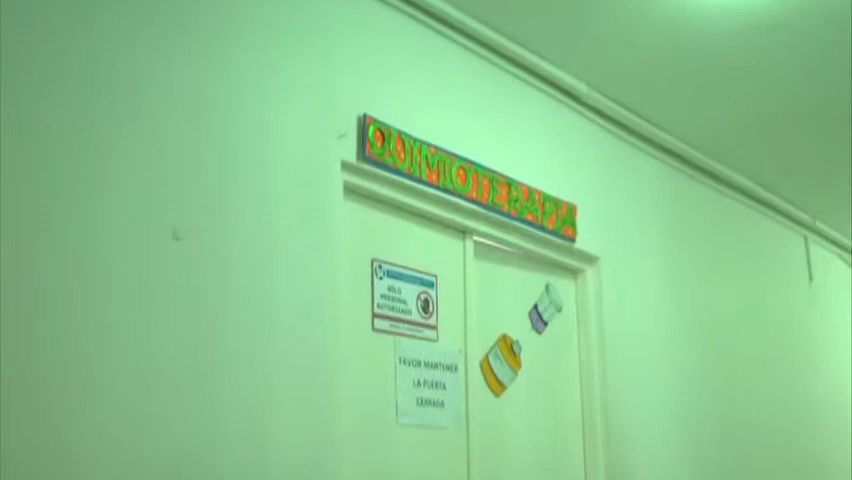 QUIMIOTERAPIA
SÓLO
PERSONAL
AUTORIZADO
FAVOR MANTENER
LA PUERTA
CERRADA